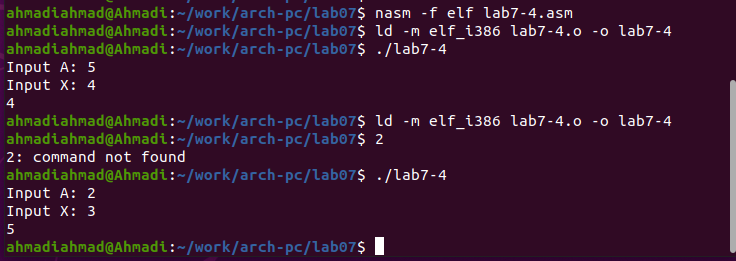 ahmadiahmad@Ahmadi:~/work/arch-pc/lab07$ nasm -f elf lab7-4.asm
ahmadiahmad@Ahmadi:~/work/arch-pc/lab07$ ld -m elf_i386 lab7-4.o -o lab7-4
ahmadiahmad@Ahmadi:~/work/arch-pc/lab07$ ./lab7-4
Input A: 5
Input X: 4
4
ahmadiahmad@Ahmadi:~/work/arch-pc/lab07$ ld -m elf_i386 lab7-4.o -o lab7-4
ahmadiahmad@Ahmadi:~/work/arch-pc/lab07$ 2
2: command not found
ahmadiahmad@Ahmadi:~/work/arch-pc/lab07$ ./lab7-4
Input A: 2
Input X: 3
5
ahmadiahmad@Ahmadi:~/work/arch-pc/lab07$